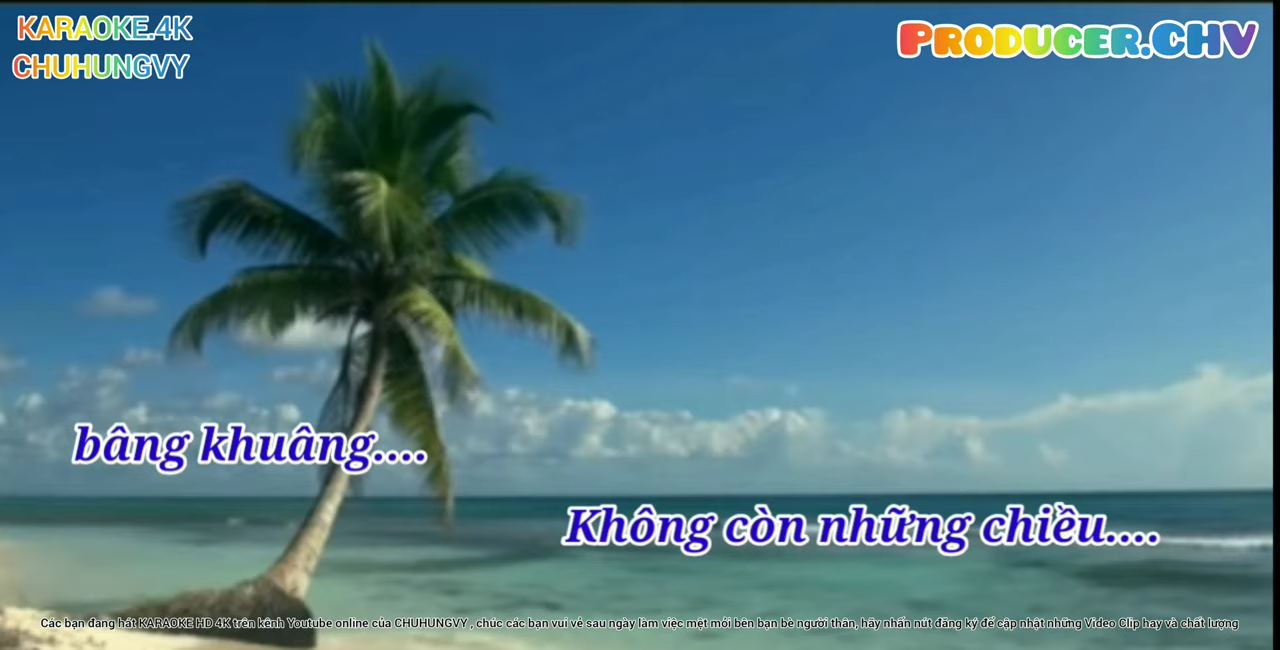 KARAOKE.4K
CHUHUNGVY
PRODUCER.CHV
bâng khuâng....
Không còn những chiều....
Các bạn đang hát KARAOKE HD 4K trên kênh Youtube online của CHUHUNGVY , chúc các bạn vui vẻ sau ngày làm việc mệt mỏi bên bạn bè người thân, hãy nhấn nút đăng ký để cập nhật những Video Clip hay và chất lượng